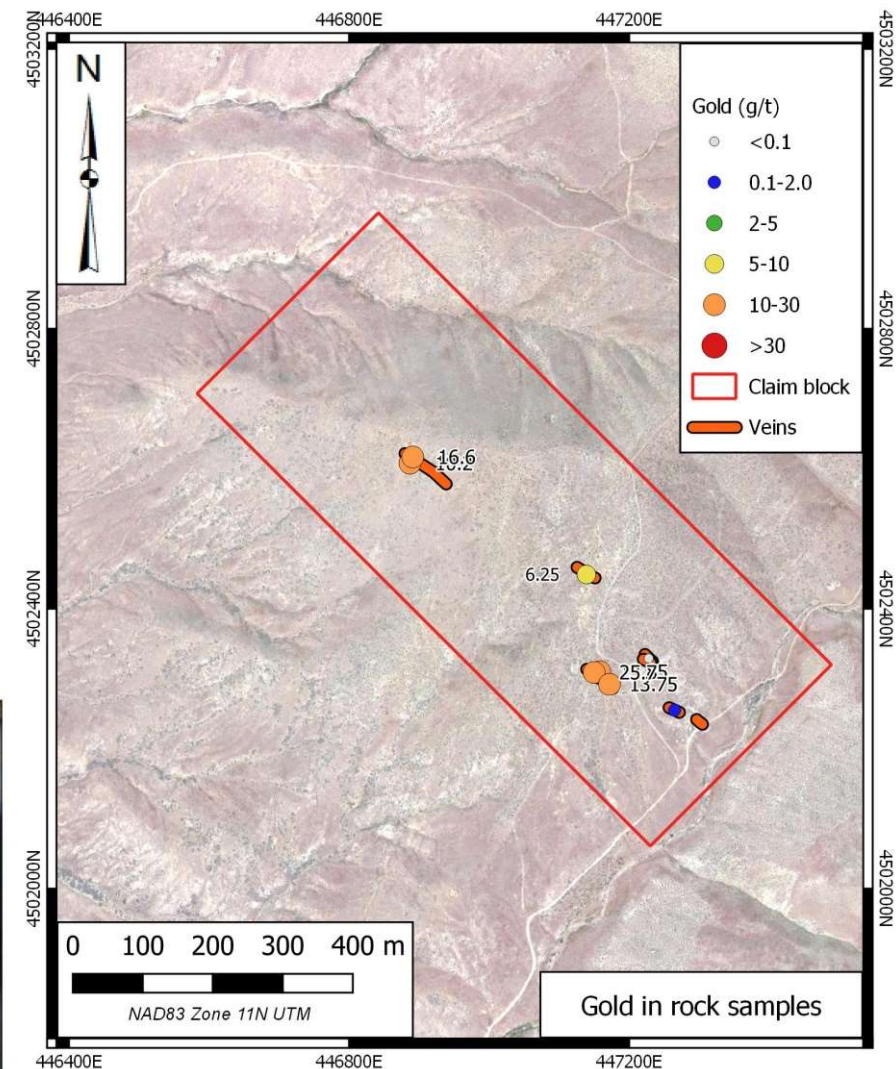 446400E
446800E
447200E
4503200N
4503200N
N
Gold (g/t)
<0.1
0.1-2.0
2-5
5-10
10-30
>30
Claim block
Veins
4502800N
4502800N
16.6
6.25
4502400N
4502400N
13.75
4502000N
4502000N
0 100 200 300 400 m
NAD83 Zone 11N UTM
Gold in rock samples
446400E
446800E
447200E